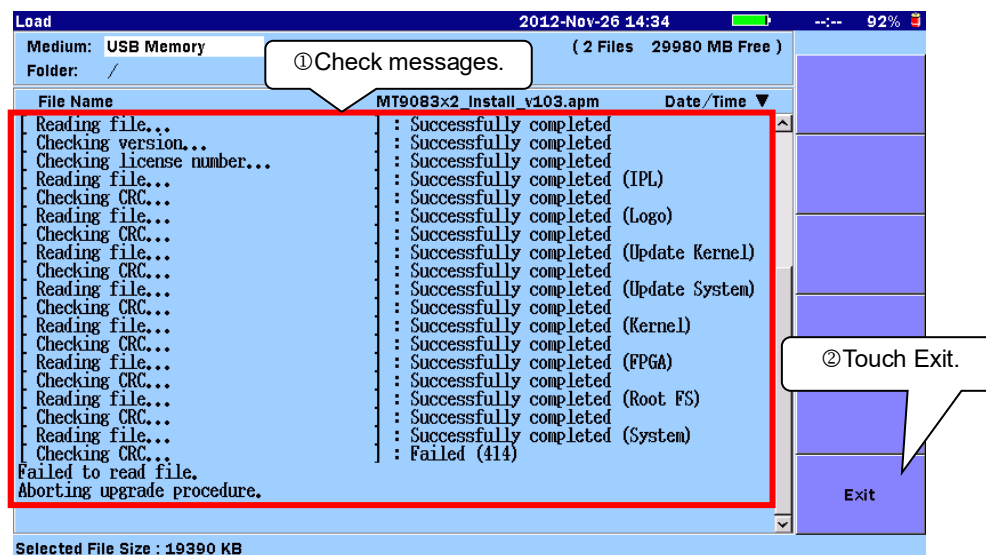 Load 2012-Nov-26 14:34 --:-- 92%
Medium: USB Memory ( 2 Files 29980 MB Free )
①Check messages.
Folder: /
File Name MT9083x2_Install_v103.apm Date/Time ▼
[ Reading file... ] : Successfully completed
[ Checking version... ] : Successfully completed
[ Checking license number... ] : Successfully completed
[ Reading file... ] : Successfully completed (IPL)
[ Checking CRC... ] : Successfully completed
[ Reading file... ] : Successfully completed (Logo)
[ Checking CRC... ] : Successfully completed
[ Reading file... ] : Successfully completed (Update Kernel)
[ Checking CRC... ] : Successfully completed
[ Reading file... ] : Successfully completed (Update System)
[ Checking CRC... ] : Successfully completed
[ Reading file... ] : Successfully completed (Kernel)
[ Checking CRC... ] : Successfully completed
[ Reading file... ] : Successfully completed (FPGA)
[ Checking CRC... ] : Successfully completed
[ Reading file... ] : Successfully completed (Root FS)
[ Checking CRC... ] : Successfully completed
[ Reading file... ] : Successfully completed (System)
[ Checking CRC... ] : Failed (414)
Failed to read file.
Aborting upgrade procedure.
②Touch Exit.
Exit
Selected File Size : 19390 KB